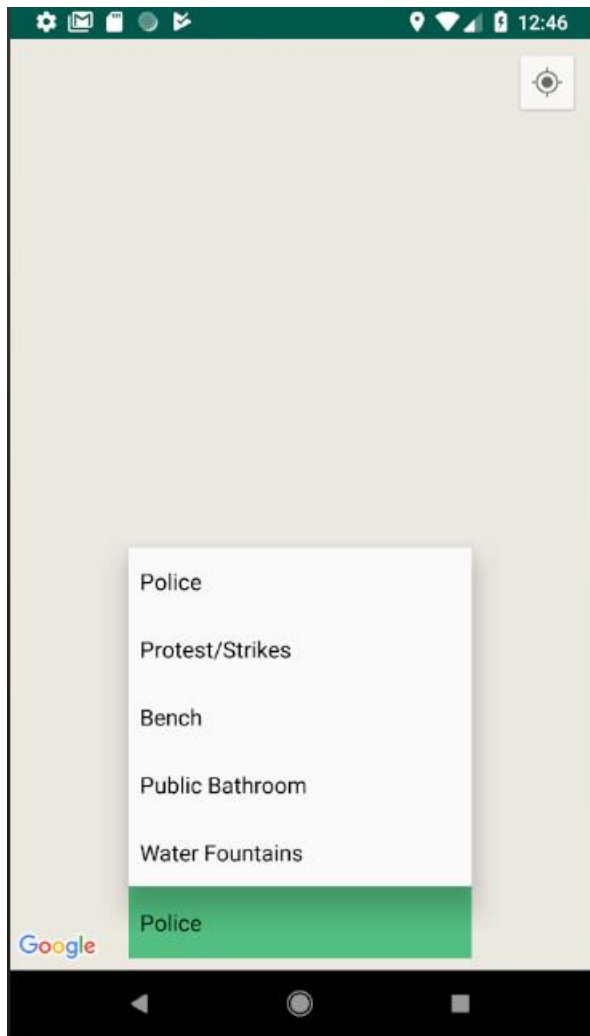 12:46
Police
Protest/Strikes
Bench
Public Bathroom
Water Fountains
Police
Google